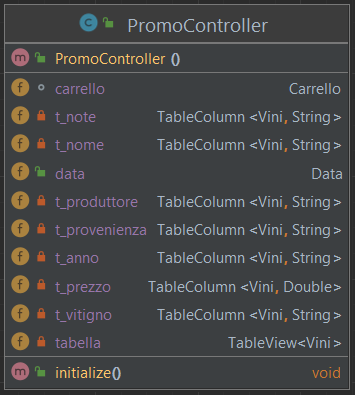 PromoController
PromoController ()
carrello Carrello
t_note TableColumn <Vini, String>
t_nome TableColumn <Vini, String>
data Data
t_produttore TableColumn <Vini, String>
t_provenienza TableColumn <Vini, String>
t_anno TableColumn <Vini, String>
t_prezzo TableColumn <Vini, Double>
t_vitigno TableColumn <Vini, String>
tabella TableView<Vini>
initialize() void